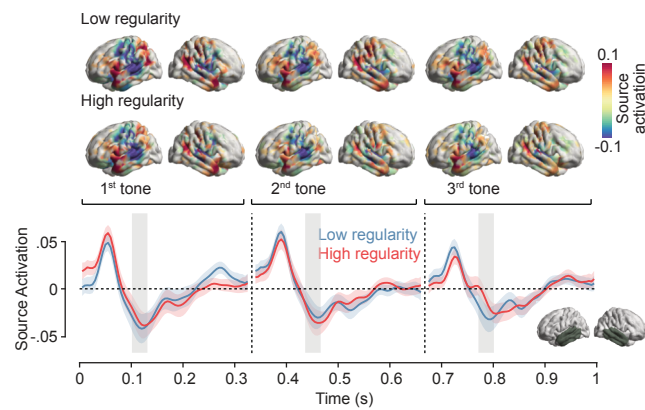 Low regularity
High regularity
0.1
Source
activatioin
-0.1
1st tone
2nd tone
3rd tone
Low regularity
High regularity
Source Activation
.05
0
-.05
0
0.1
0.2
0.3
0.4
0.5
0.6
0.7
0.8
0.9
1
Time (s)